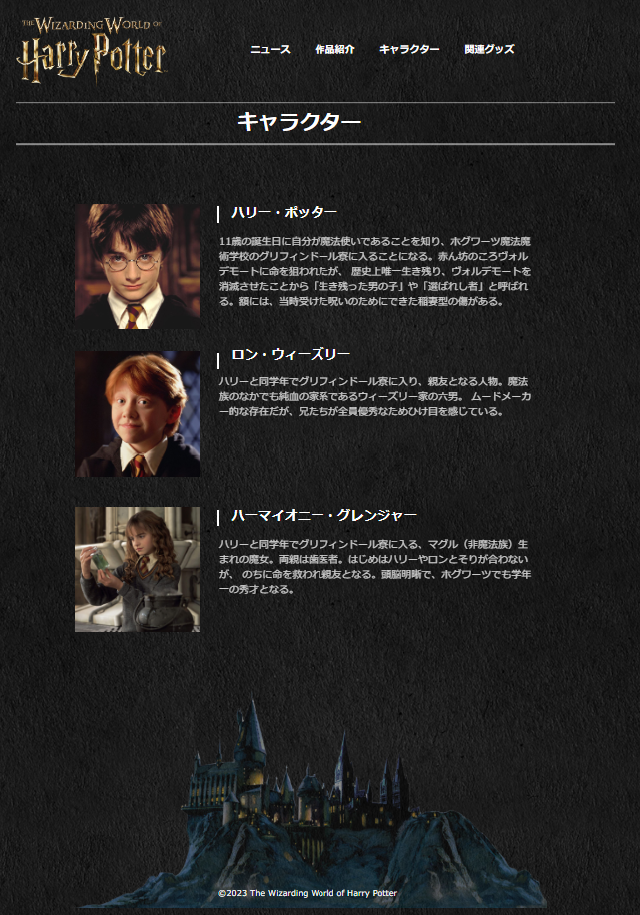 THE WIZARDING WORLD OF
Harry Potter
ニュース 作品紹介 キャラクター 関連グッズ
キャラクター
ハリー・ポッター
11歳の誕生日に自分が魔法使いであることを知り、ホグワーツ魔法魔
術学校のグリフィンドール寮に入ることになる。赤ん坊のころヴォル
デモートに命を狙われたが、 歴史上唯一生き残り、ヴォルデモートを
消滅させたことから「生き残った男の子」や「選ばれし者」と呼ばれ
る。額には、当時受けた呪いのためにできた稲妻型の傷がある。
ロン・ウィーズリー
ハリーと同学年でグリフィンドール寮に入り、親友となる人物。魔法
族のなかでも純血の家系であるウィーズリー家の六男。 ムードメーカ
ー的な存在だが、兄たちが全員優秀なためひけ目を感じている。
ハーマイオニー・グレンジャー
ハリーと同学年でグリフィンドール寮に入る、マグル（非魔法族）生
まれの魔女。両親は歯医者。はじめはハリーやロンとそりが合わない
が、 のちに命を救われ親友となる。頭脳明晰で、ホグワーツでも学年
一の秀才となる。
©2023 The Wizarding World of Harry Potter